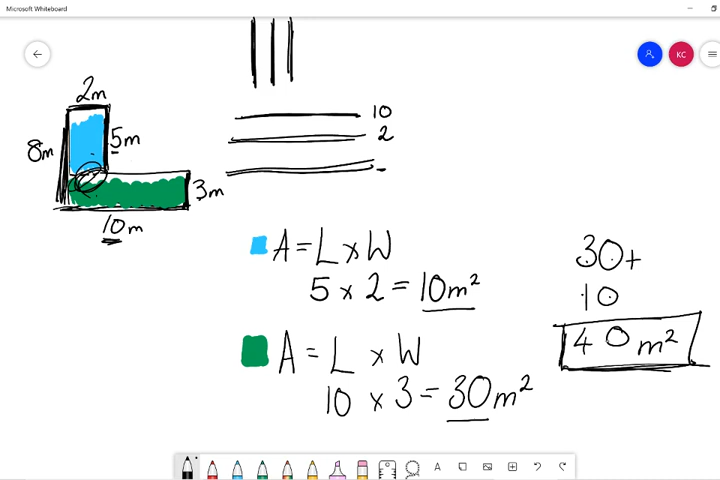 Microsoft Whiteboard
KC
2m
10
8m
5m
2
3m
10m
A = L x W
5 x 2 = 10m²
A = L x W
10 x 3 = 30m²
30+
10
40m²
A